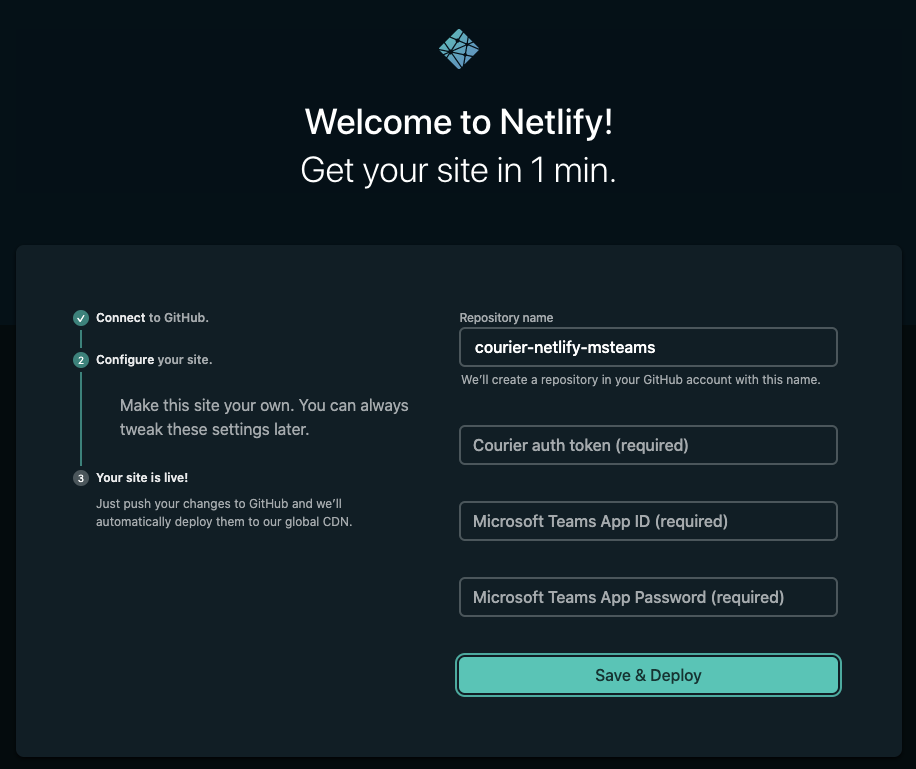 Welcome to Netlify!
Get your site in 1 min.
Connect to GitHub.
2
Configure your site.
Make this site your own. You can always
tweak these settings later.
3
Your site is live!
Just push your changes to GitHub and we'll
automatically deploy them to our global CDN.
Repository name
courier-netlify-msteams
We'll create a repository in your GitHub account with this name.
Courier auth token (required)
Microsoft Teams App ID (required)
Microsoft Teams App Password (required)
Save & Deploy